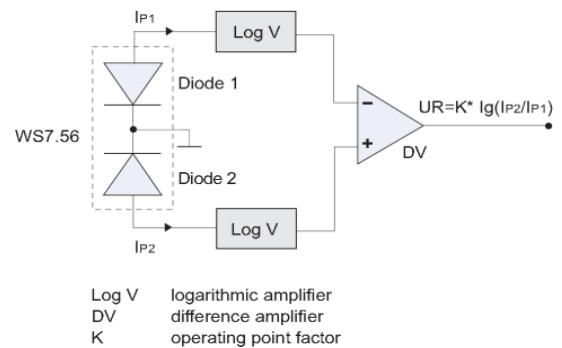 IP1
Log V
Diode 1
UR=K* lg(IP2/IP1)
WS7.56
DV
Diode 2
Log V
IP2
Log V logarithmic amplifier
DV difference amplifier
K operating point factor